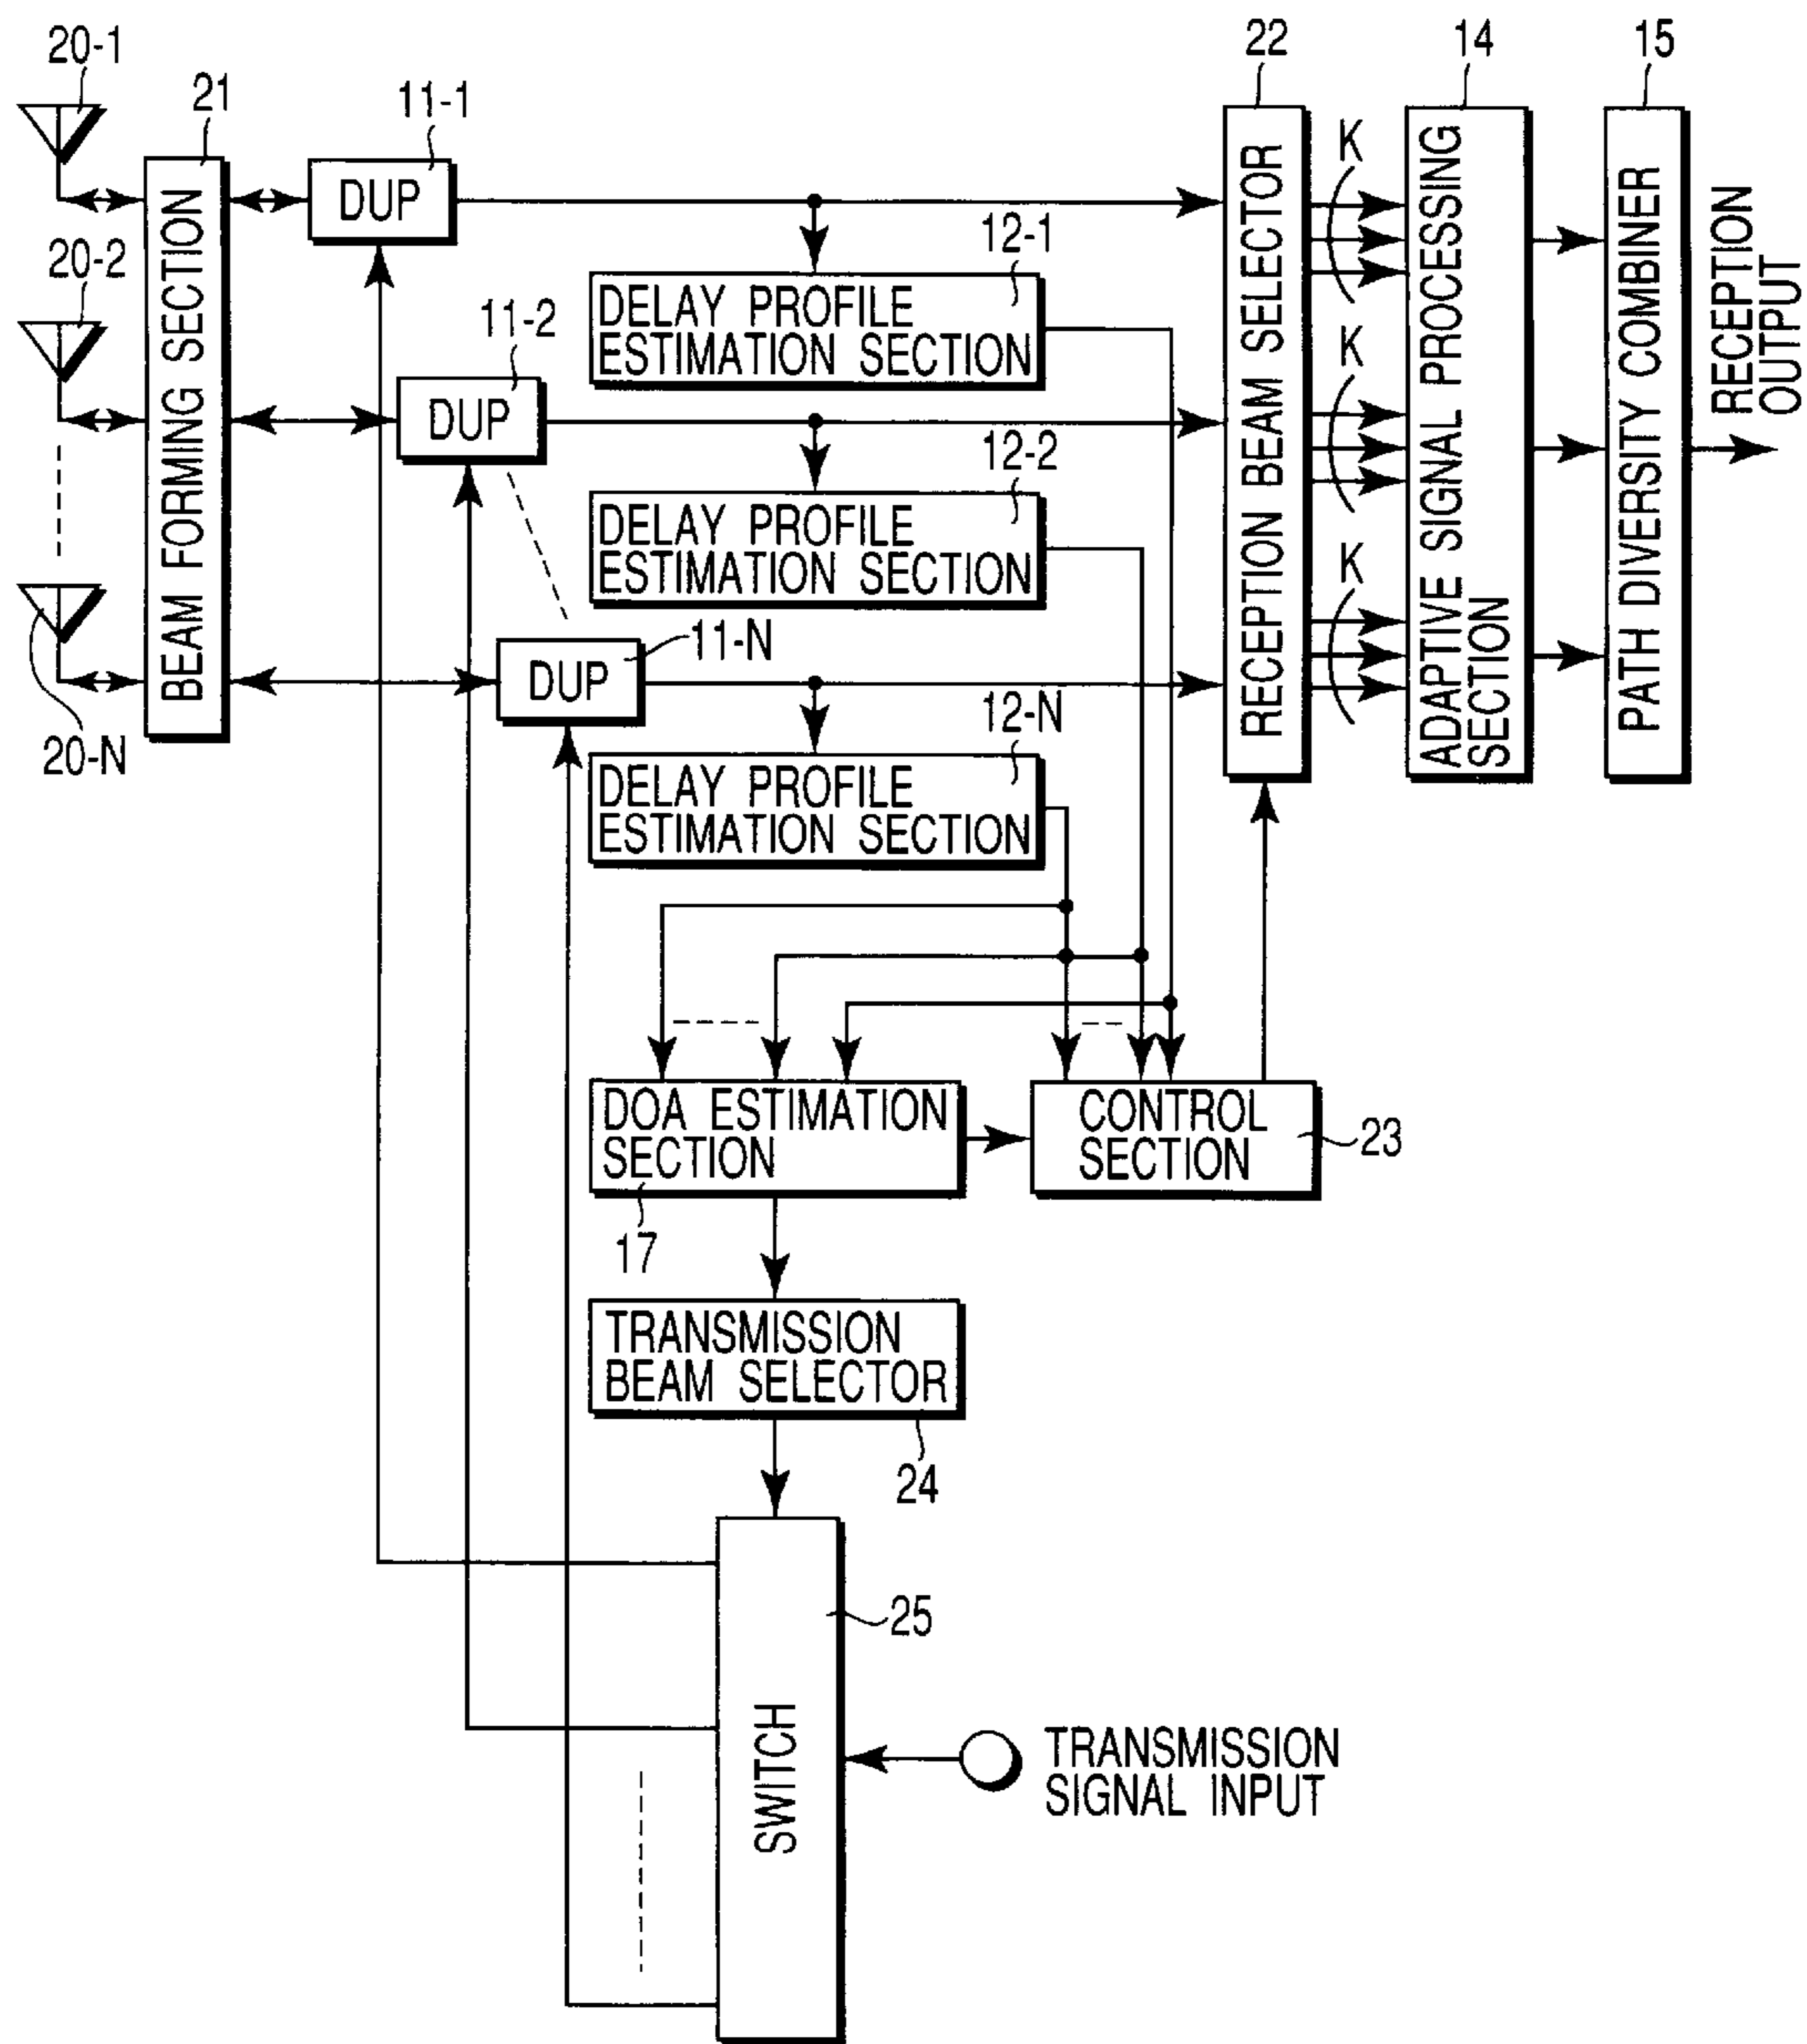 20-1
21
11-1
22
14
15
DUP
K
12-1
20-2
DELAY PROFILE
ESTIMATION SECTION
11-2
DUP
K
12-2
BEAM FORMING SECTION
DELAY PROFILE
ESTIMATION SECTION
RECEPTION BEAM SELECTOR
ADAPTIVE SIGNAL PROCESSING
SECTION
PATH DIVERSITY COMBINER
RECEPTION
OUTPUT
K
11-N
DUP
12-N
20-N
DELAY PROFILE
ESTIMATION SECTION
DOA ESTIMATION
SECTION
CONTROL
SECTION
23
17
TRANSMISSION
BEAM SELECTOR
24
25
SWITCH
TRANSMISSION
SIGNAL INPUT